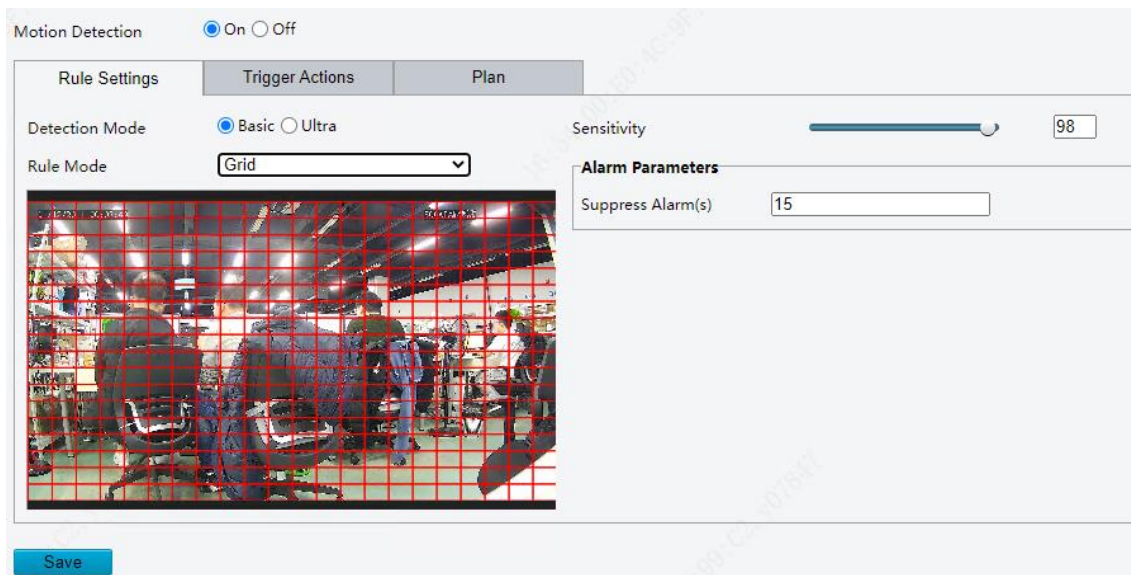 Motion Detection On Off
Rule Settings Trigger Actions Plan
Detection Mode Basic Ultra
Sensitivity 98
Rule Mode Grid
Alarm Parameters
Suppress Alarm(s) 15
Save